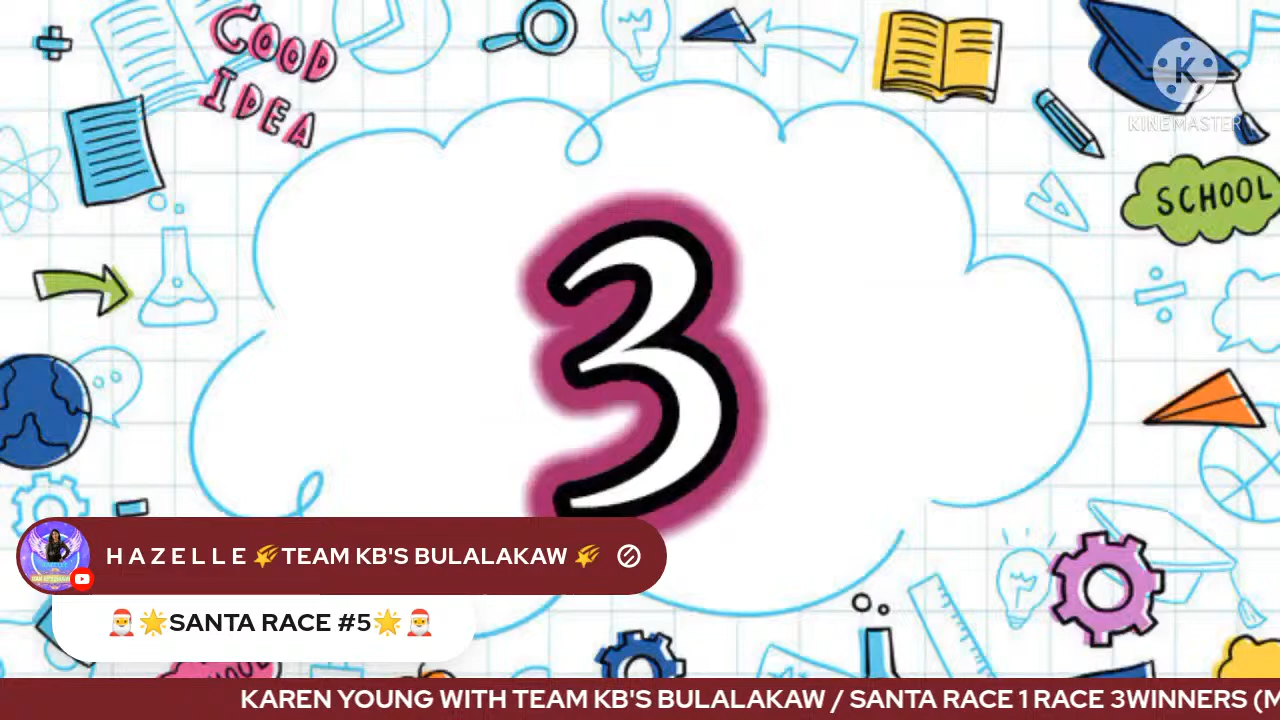 GOOD
IDEA
KINEMASTER
SCHOOL
3
H A Z E L L E 🌠TEAM KB'S BULALAKAW 🌠
🎅🌟SANTA RACE #5🌟🎅
KAREN YOUNG WITH TEAM KB'S BULALAKAW / SANTA RACE 1 RACE 3WINNERS (M